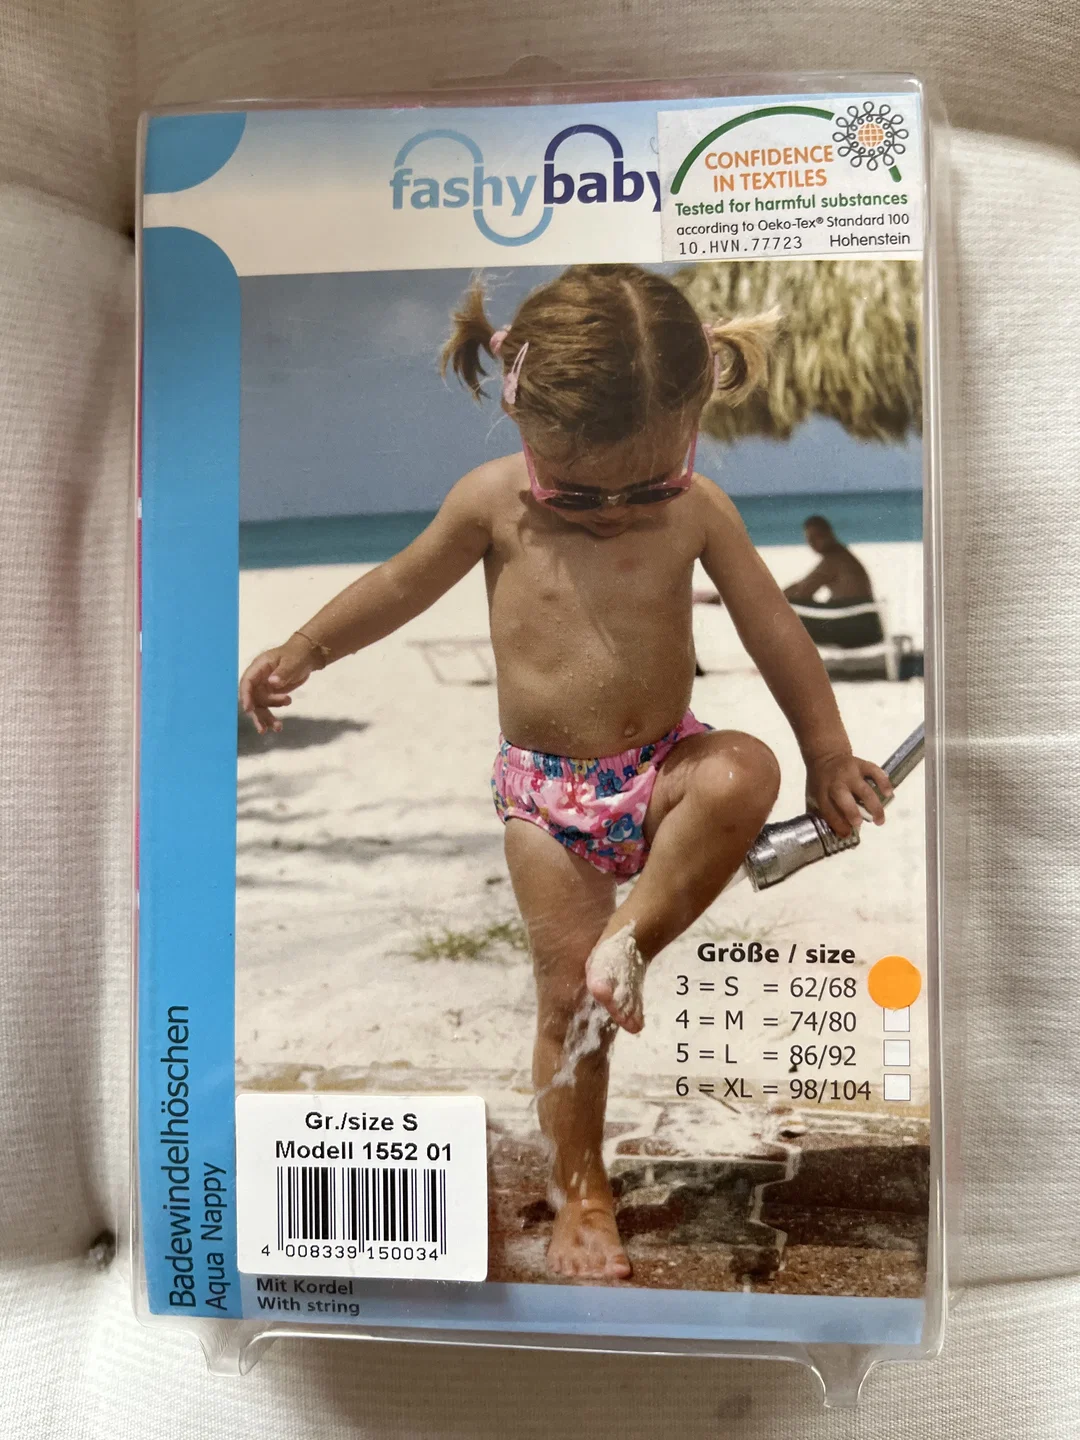 fashy baby
CONFIDENCE
IN TEXTILES
Tested for harmful substances
according to Oeko-Tex® Standard 100
10.HVN.77723 Hohenstein
Größe / size
3 = S = 62/68
4 = M = 74/80
5 = L = 86/92
6 = XL = 98/104
Badewindelhöschen
Aqua Nappy
Gr./size S
Modell 1552 01
4 008339 150034
Mit Kordel
With string